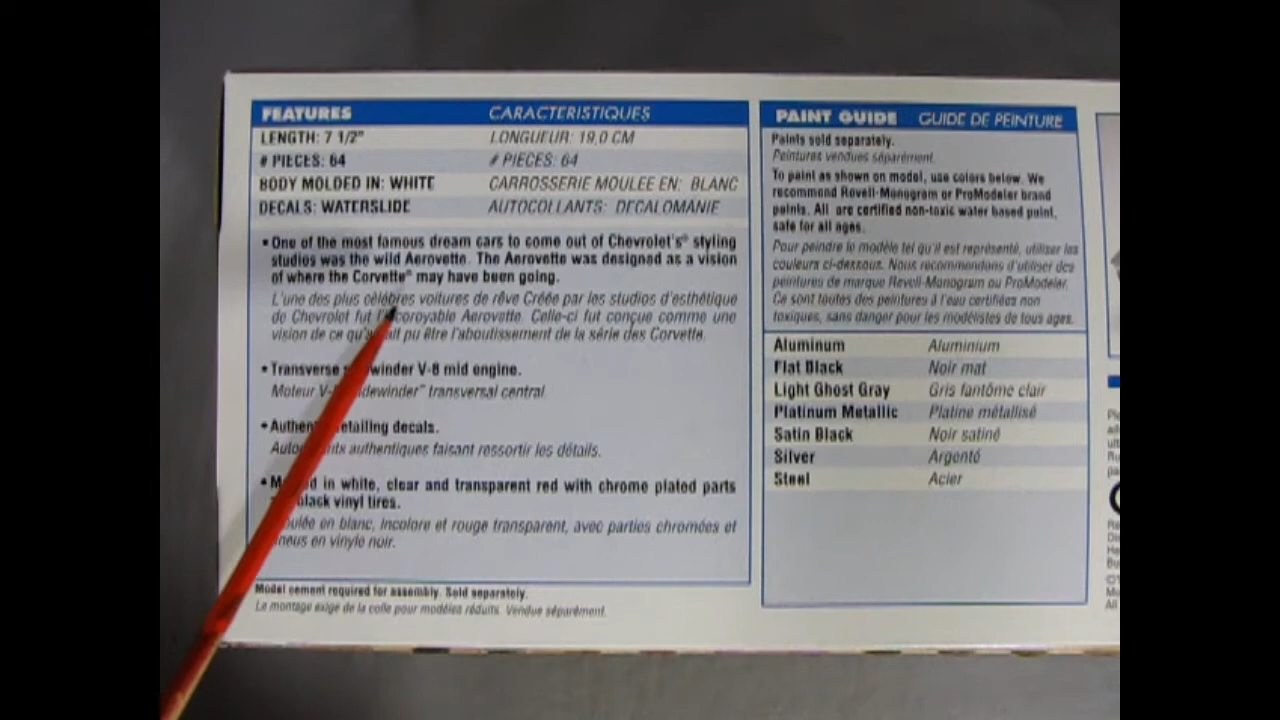 FEATURES CARACTERISTIQUES
LENGTH: 7 1/2" LONGUEUR: 19,0 CM
# PIECES: 64 # PIECES: 64
BODY MOLDED IN: WHITE CARROSSERIE MOULEE EN: BLANC
DECALS: WATERSLIDE AUTOCOLLANTS: DECALOMANIE
• One of the most famous dream cars to come out of Chevrolet's® styling
studios was the wild Aerovette. The Aerovette was designed as a vision
of where the Corvette® may have been going.
L'une des plus célèbres voitures de rêve Créée par les studios d'esthétique
de Chevrolet fut Aerovette. Celle-ci fut conçue comme une
vision de ce pu être l'aboutissement de la série des Corvette.
• Transverse V-8 mid engine.
Moteur transversal central.
• detailing decals.
authentiques faisant ressortir les détails.
• in white, clear and transparent red with chrome plated parts
black vinyl tires.
en blanc, incolore et rouge transparent, avec parties chromées et
en vinyle noir.
Model cement required for assembly. Sold separately.
Le montage exige de la colle pour modèles réduits. Vendue séparément.
PAINT GUIDE GUIDE DE PEINTURE
Paints sold separately.
Peintures vendues séparément.
To paint as shown on model, use colors below. We
recommend Revell-Monogram or ProModeler brand
paints. All are certified non-toxic water based paint,
safe for all ages.
Pour peindre le modèle tel qu'il est représenté, utiliser les
couleurs ci-dessous. Nous recommendons d'utiliser des
peintures de marque Revell-Monogram ou ProModeler.
Ce sont toutes des peintures à l'eau certifiées non
toxiques, sans danger pour les modélistes de tous ages.
Aluminum Aluminium
Flat Black Noir mat
Light Ghost Gray Gris fantôme clair
Platinum Metallic Platine métallisé
Satin Black Noir satiné
Silver Argenté
Steel Acier